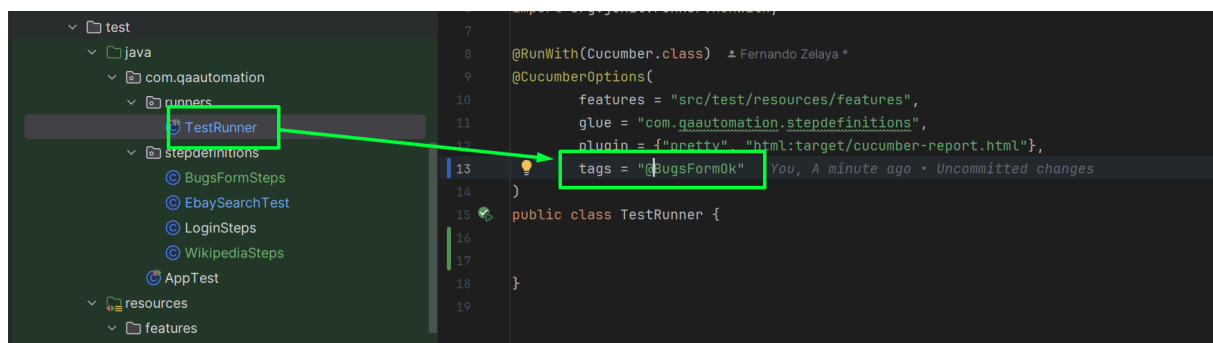 test
java
com.qaautomation
runners
TestRunner
stepdefinitions
BugsFormSteps
EbaySearchTest
LoginSteps
WikipediaSteps
AppTest
resources
features
7
8 @RunWith(Cucumber.class) Fernando Zelaya *
9 @CucumberOptions(
10 features = "src/test/resources/features",
11 glue = "com.qaautomation.stepdefinitions",
12 plugin = {"pretty", "html:target/cucumber-report.html"},
13 tags = "@BugsFormOk" You, A minute ago • Uncommitted changes
14 )
15 public class TestRunner {
16
17
18 }
19